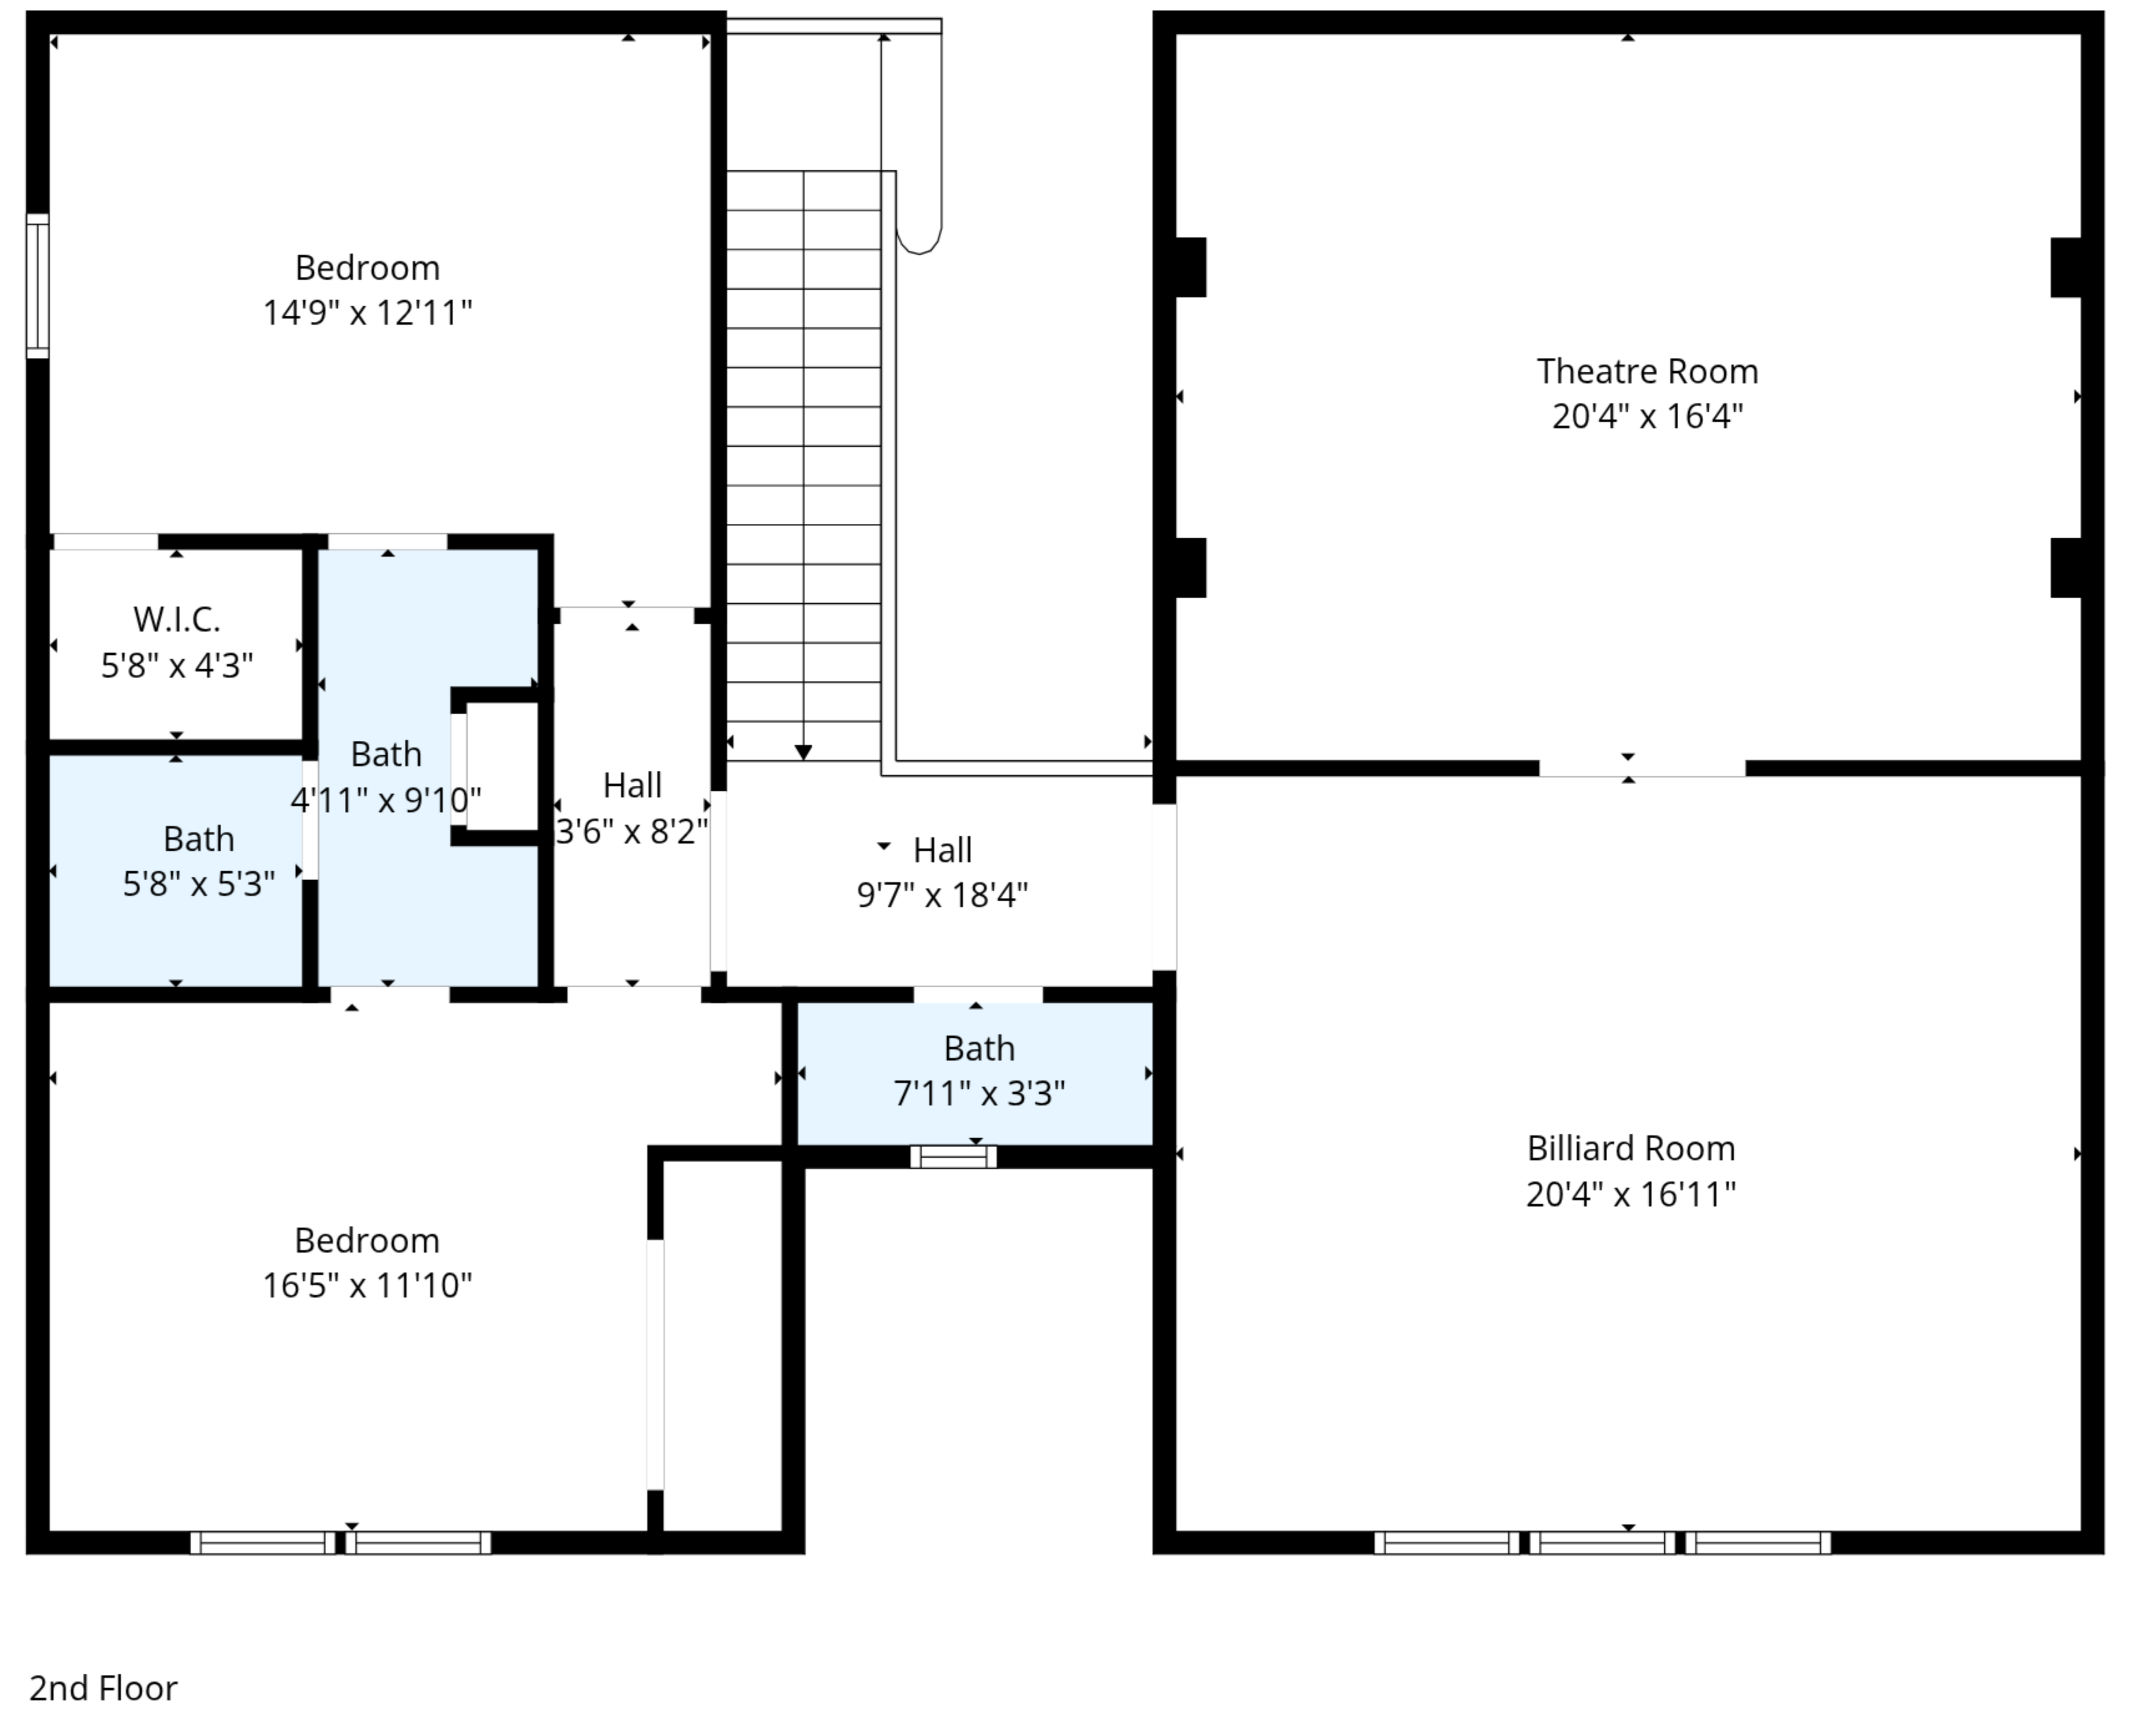 Bedroom
14'9" x 12'11"
Theatre Room
20'4" x 16'4"
W.I.C.
5'8" x 4'3"
Bath
4'11" x 9'10"
Hall
3'6" x 8'2"
Bath
5'8" x 5'3"
Hall
9'7" x 18'4"
Bath
7'11" x 3'3"
Billiard Room
20'4" x 16'11"
Bedroom
16'5" x 11'10"
2nd Floor